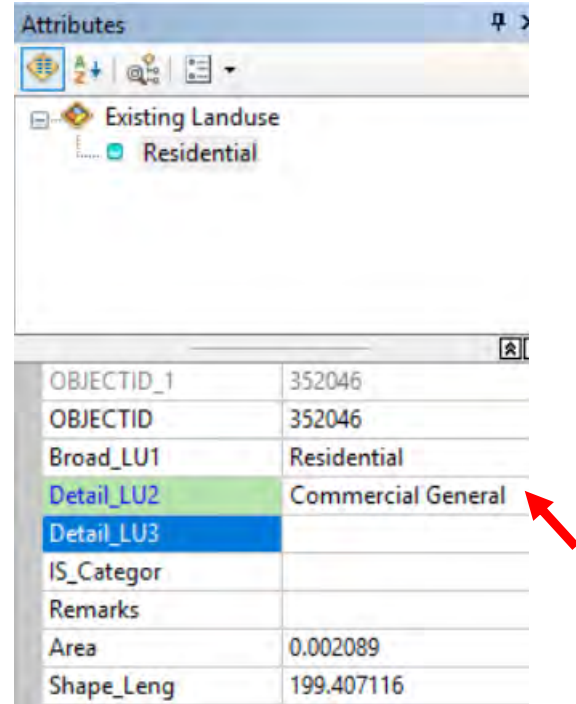 Attributes
Existing Landuse
Residential
OBJECTID_1 352046
OBJECTID 352046
Broad_LU1 Residential
Detail_LU2 Commercial General
Detail_LU3
IS_Categor
Remarks
Area 0.002089
Shape_Leng 199.407116